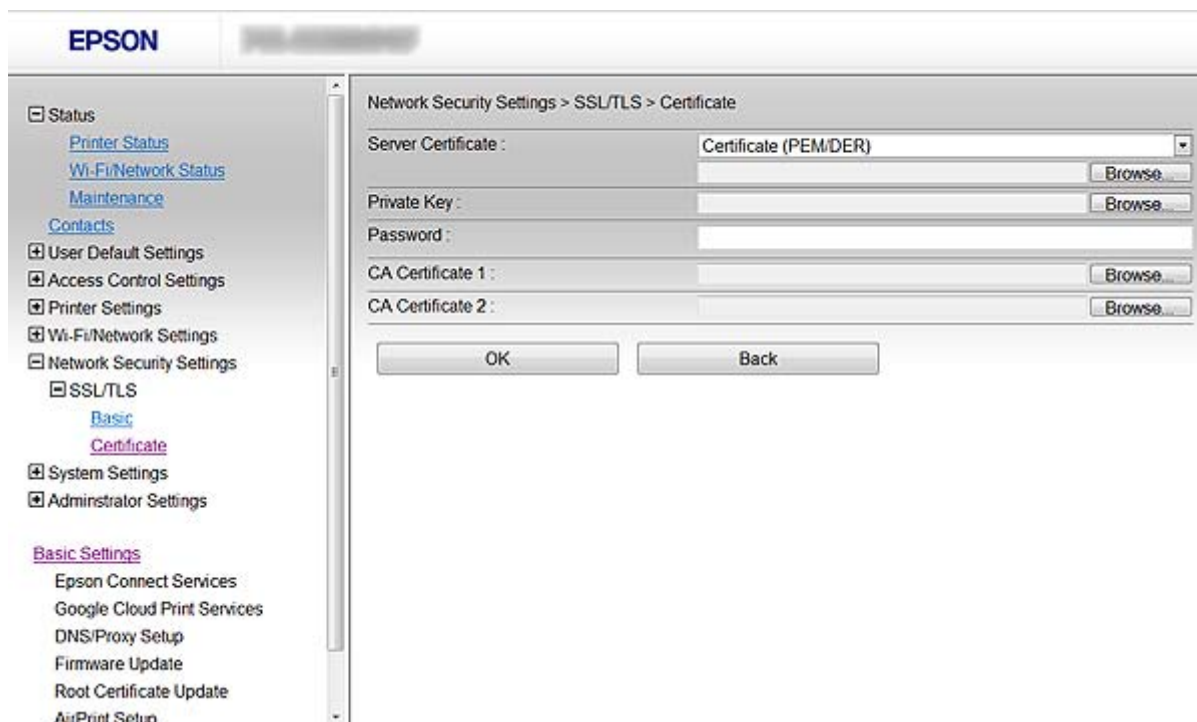 EPSON
Status
Printer Status
Wi-Fi/Network Status
Maintenance
Contacts
User Default Settings
Access Control Settings
Printer Settings
Wi-Fi/Network Settings
Network Security Settings
SSL/TLS
Basic
Certificate
System Settings
Adminstrator Settings
Basic Settings
Epson Connect Services
Google Cloud Print Services
DNS/Proxy Setup
Firmware Update
Root Certificate Update
AirPrint Setup
Network Security Settings > SSL/TLS > Certificate
Server Certificate : Certificate (PEM/DER)
Browse...
Private Key : Browse...
Password :
CA Certificate 1 : Browse...
CA Certificate 2 : Browse...
OK Back